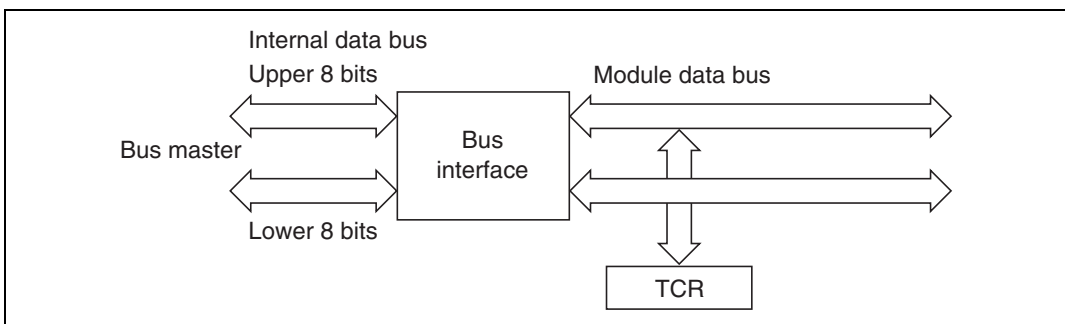 Internal data bus
Upper 8 bits
Module data bus
Bus master
Bus
interface
Lower 8 bits
TCR